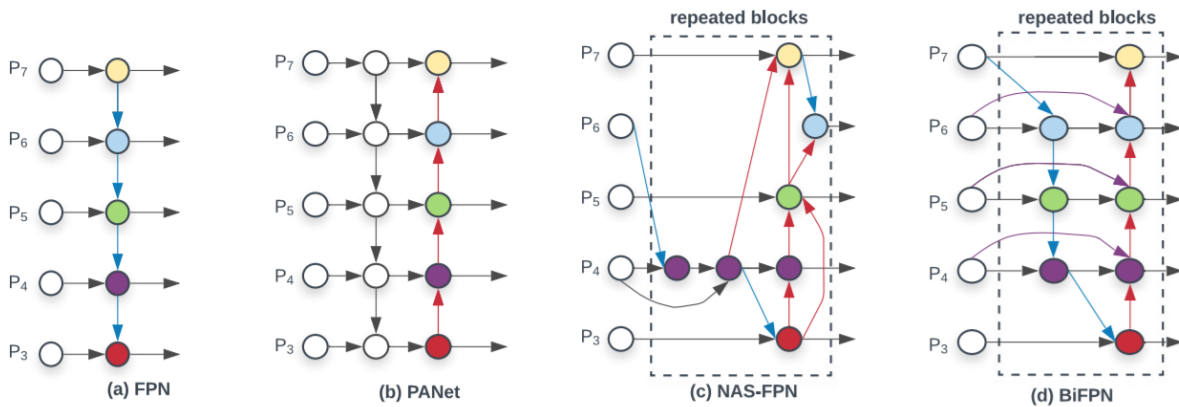 repeated blocks
repeated blocks
P7
P7
P7
P7
P6
P6
P6
P6
P5
P5
P5
P5
P4
P4
P4
P4
P3
P3
P3
P3
(a) FPN
(b) PANet
(c) NAS-FPN
(d) BiFPN